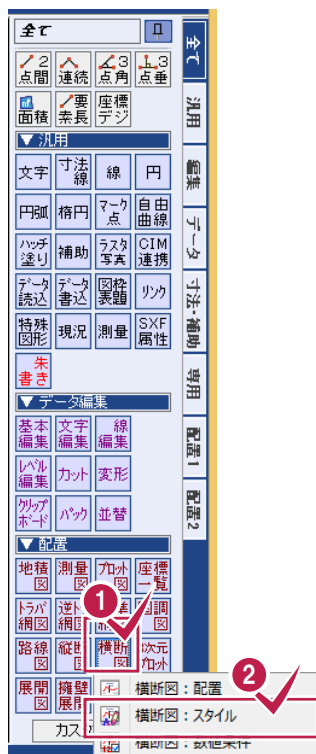 全て
2点間 連続 3点角 3点垂
面積 要素長 座標デジ
▼ 汎用
文字 寸法線 線 円
円弧 楕円 マーク点 自由曲線
ハッチ塗り 補助 ラスタ写真 CIM連携
データ読込 データ書込 図枠表題 リンク
特殊図形 現況 測量 SXF属性
朱書き
▼ データ編集
基本編集 文字編集 線編集
レベル編集 カット 変形
クリップボード パック 並替
▼ 配置
地積図 測量図 プロット図 座標一覧
トラバ網図
路線図 縦断図 横断図 3次元プロット
展開図 擁壁展開
1
2
横断図：配置
横断図：スタイル
横断図：数値条件
全て
汎用
編集
データ
寸法・補助
専用
配置1
配置2